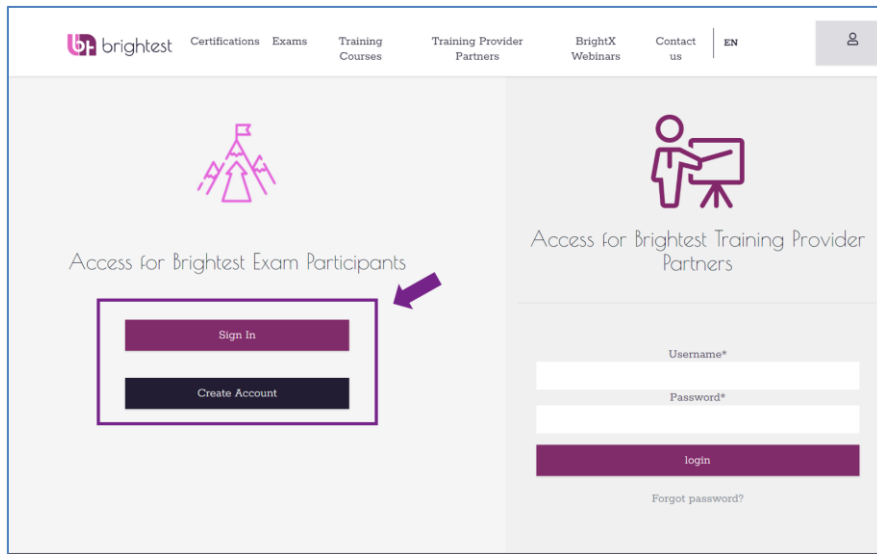 brightest
Certifications Exams Training Courses Training Provider Partners BrightX Webinars Contact us EN
Access for Brightest Exam Participants
Sign In
Create Account
Access for Brightest Training Provider
Partners
Username*
Password*
login
Forgot password?